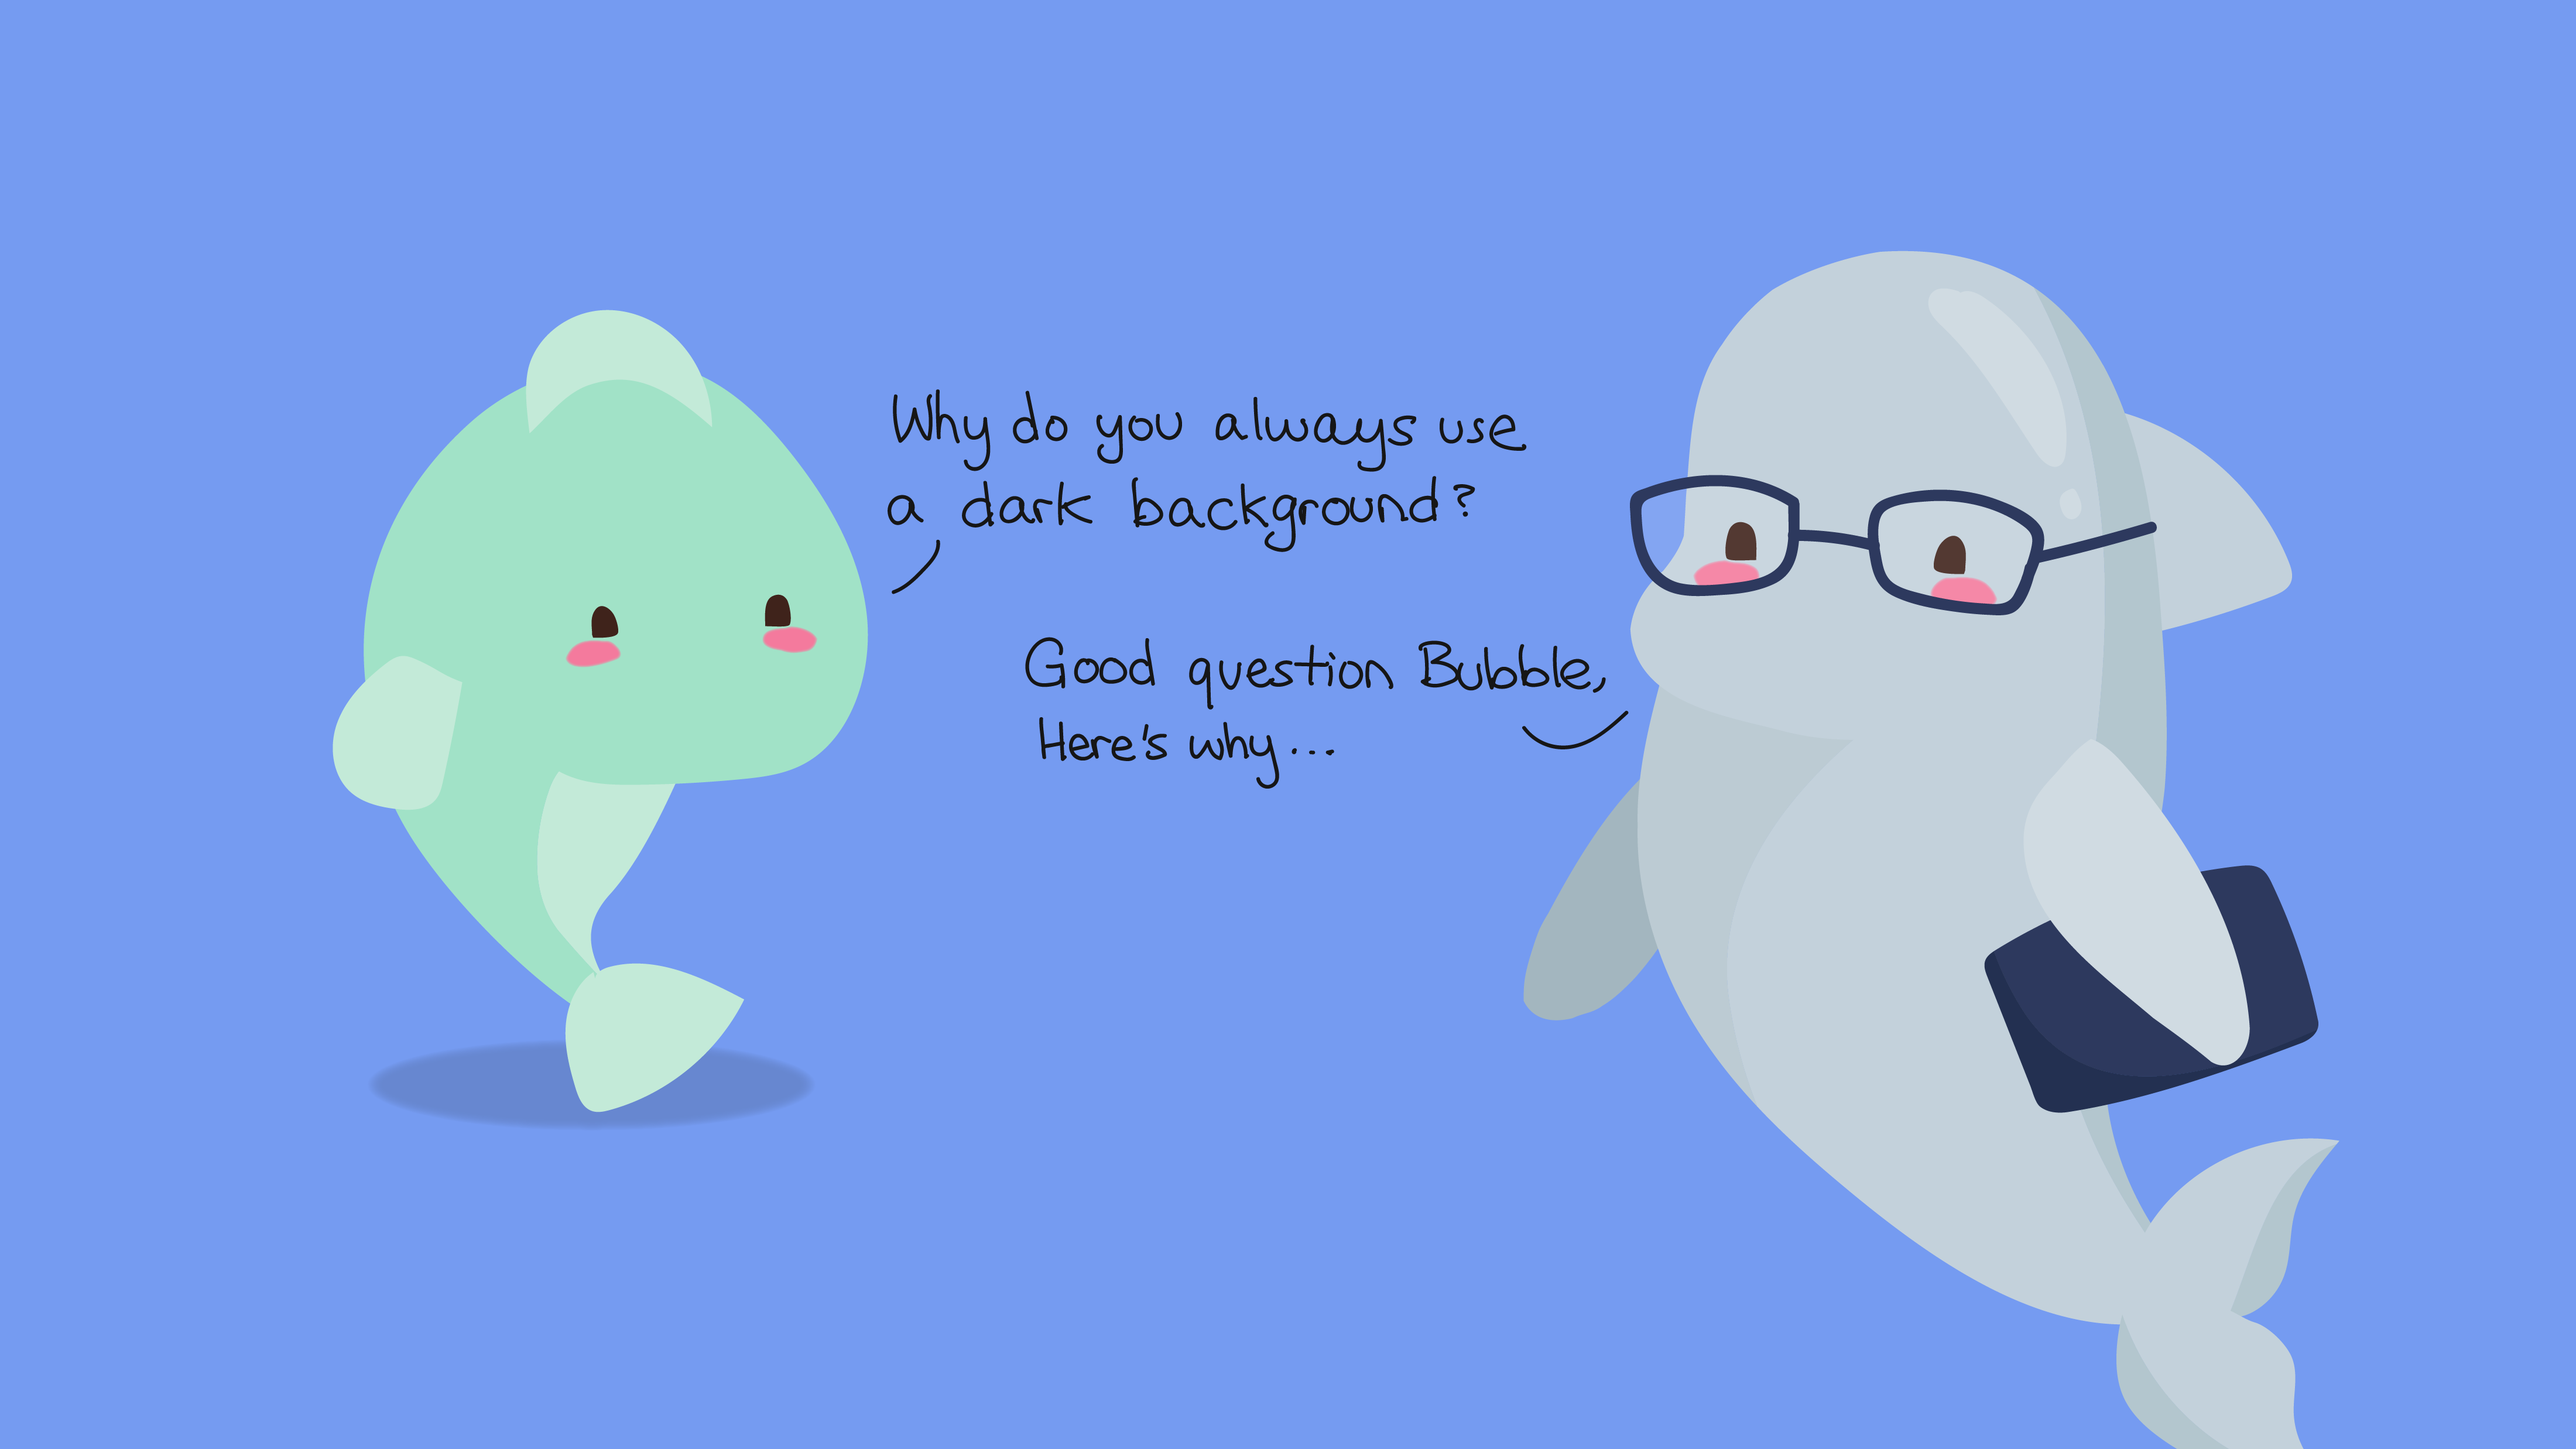 Why do you always use
a dark background?
Good question Bubble,
Here's why...